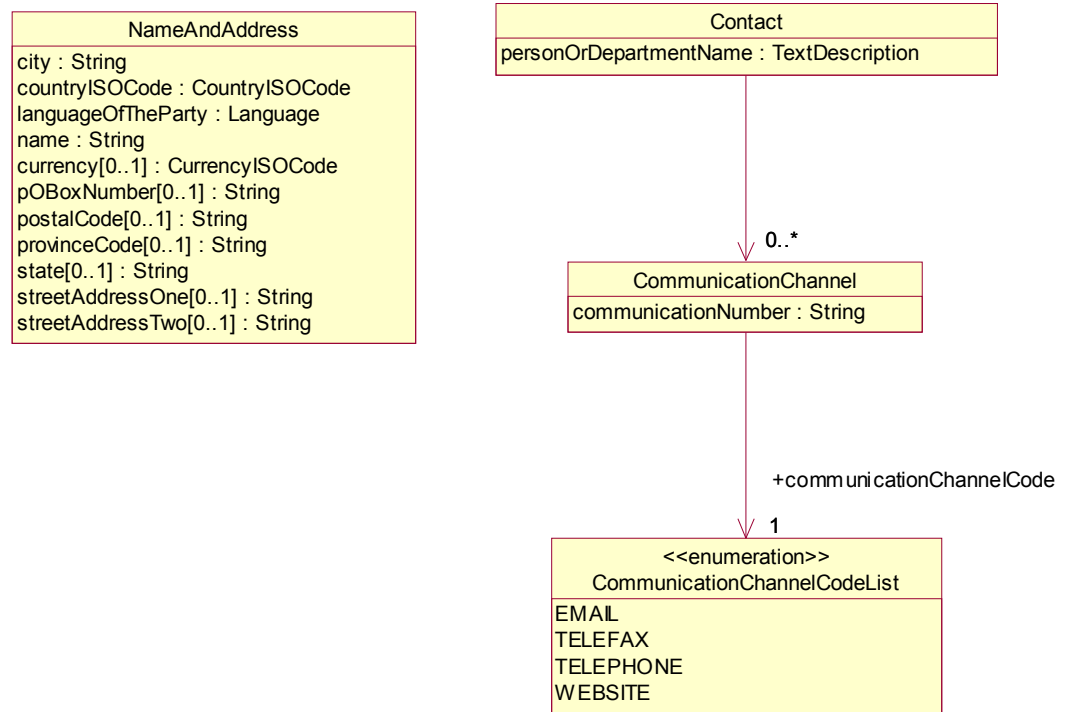 NameAndAddress
city : String
countryISOCode : CountryISOCode
languageOfTheParty : Language
name : String
currency[0..1] : CurrencyISOCode
pOBoxNumber[0..1] : String
postalCode[0..1] : String
provinceCode[0..1] : String
state[0..1] : String
streetAddressOne[0..1] : String
streetAddressTwo[0..1] : String
Contact
personOrDepartmentName : TextDescription
0..*
CommunicationChannel
communicationNumber : String
+communicationChannelCode
1
<<enumeration>>
CommunicationChannelCodeList
EMAIL
TELEFAX
TELEPHONE
WEBSITE